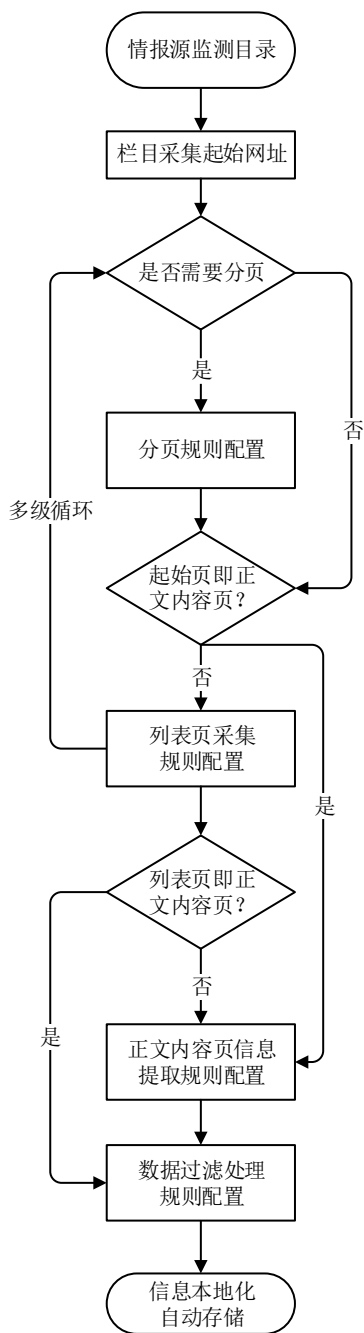 情报源监测目录
栏目采集起始网址
是否需要分页
是
否
分页规则配置
多级循环
起始页即正
文内容页？
否
列表页采集
规则配置
是
列表页即正
文内容页？
否
是
正文内容页信息
提取规则配置
数据过滤处理
规则配置
信息本地化
自动存储